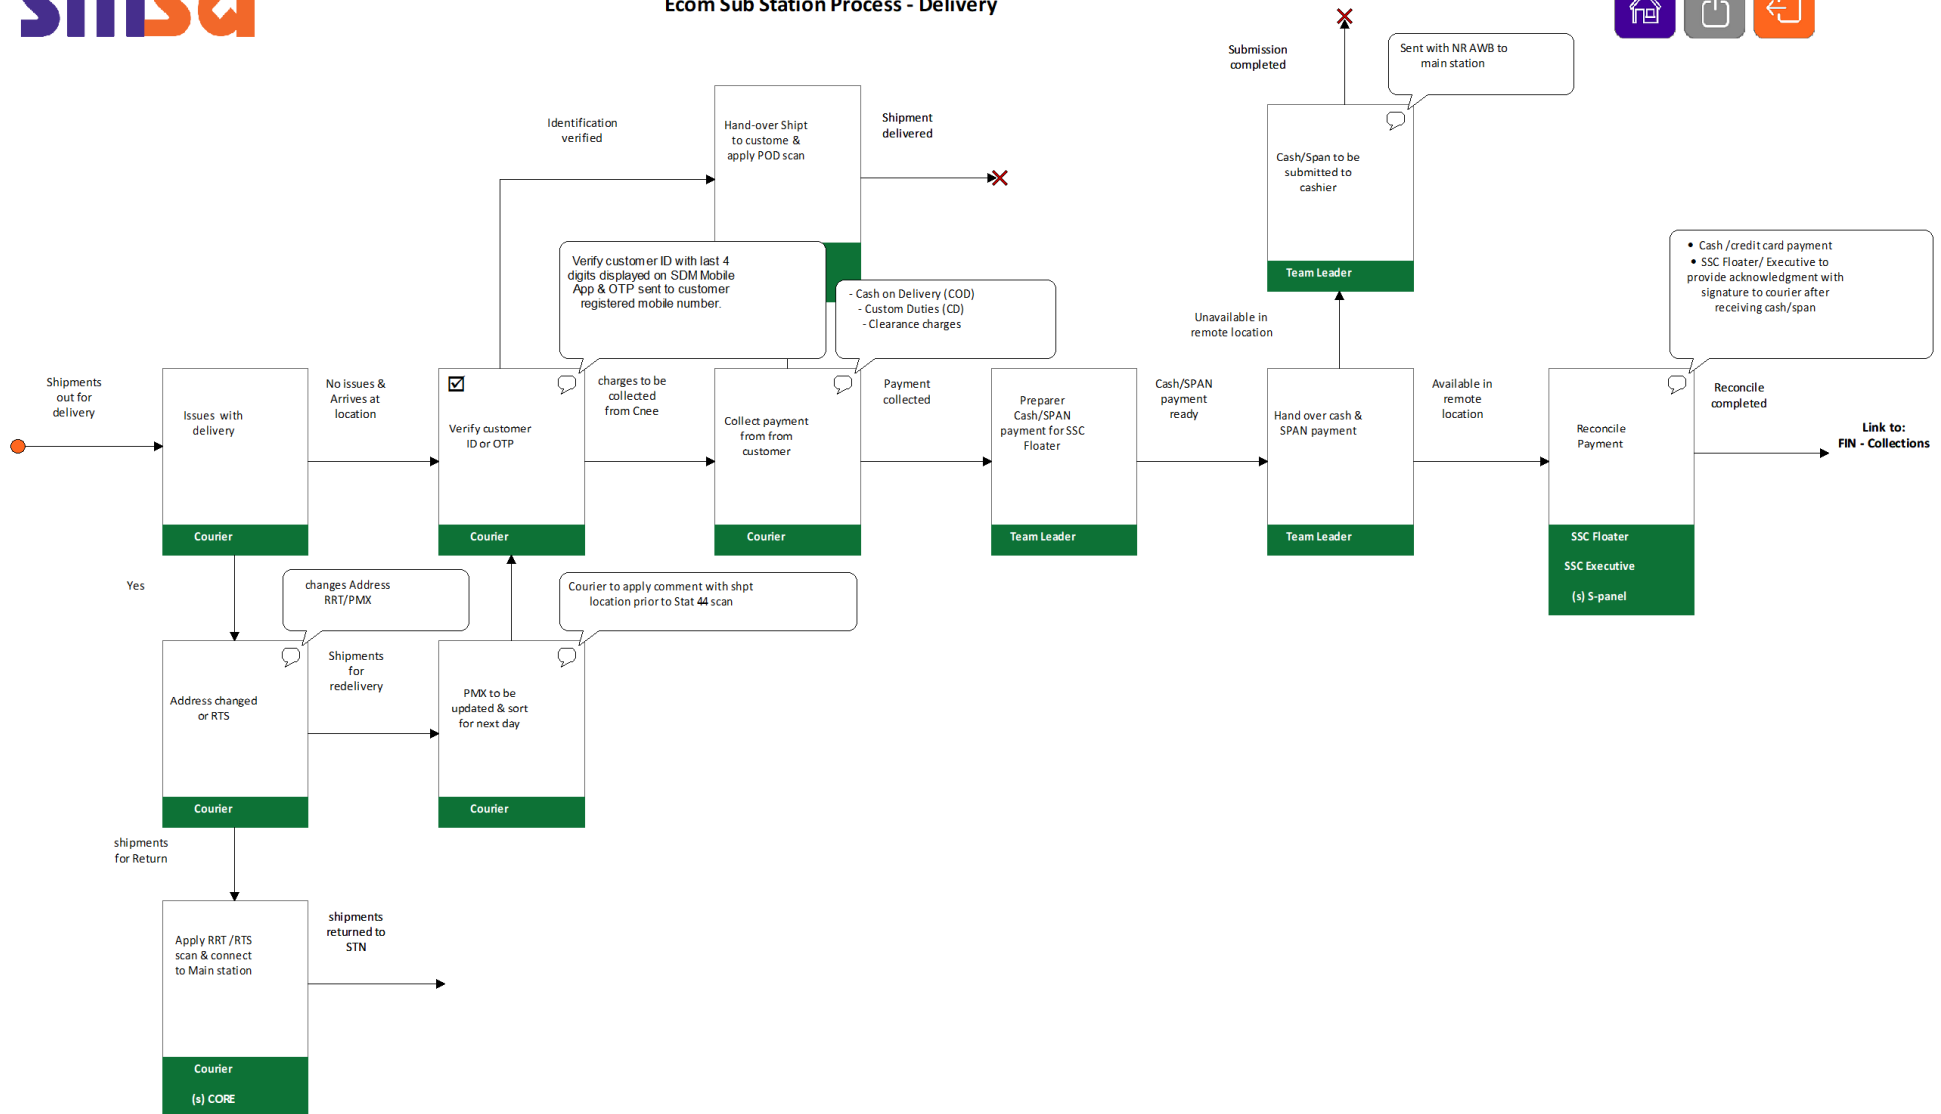 smsa
Ecom Sub Station Process - Delivery
Submission
completed
Sent with NR AWB to
main station
Identification
verified
Hand-over Shipt
to custome &
apply POD scan
Shipment
delivered
Cash/Span to be
submitted to
cashier
Team Leader
Verify customer ID with last 4
digits displayed on SDM Mobile
App & OTP sent to customer
registered mobile number.
- Cash on Delivery (COD)
- Custom Duties (CD)
- Clearance charges
Unavailable in
remote location
• Cash /credit card payment
• SSC Floater/ Executive to
provide acknowledgment with
signature to courier after
receiving cash/span
Shipments
out for
delivery
Issues with
delivery
Courier
No issues &
Arrives at
location
Verify customer
ID or OTP
Courier
charges to be
collected
from Cnee
Collect payment
from from
customer
Courier
Payment
collected
Preparer
Cash/SPAN
payment for SSC
Floater
Team Leader
Cash/SPAN
payment
ready
Hand over cash &
SPAN payment
Team Leader
Available in
remote
location
Reconcile
Payment
SSC Floater
SSC Executive
(s) S-panel
Reconcile
completed
Link to:
FIN - Collections
Yes
changes Address
RRT/PMX
Courier to apply comment with shpt
location prior to Stat 44 scan
Address changed
or RTS
Courier
Shipments
for
redelivery
PMX to be
updated & sort
for next day
Courier
shipments
for Return
Apply RRT /RTS
scan & connect
to Main station
Courier
(s) CORE
shipments
returned to
STN